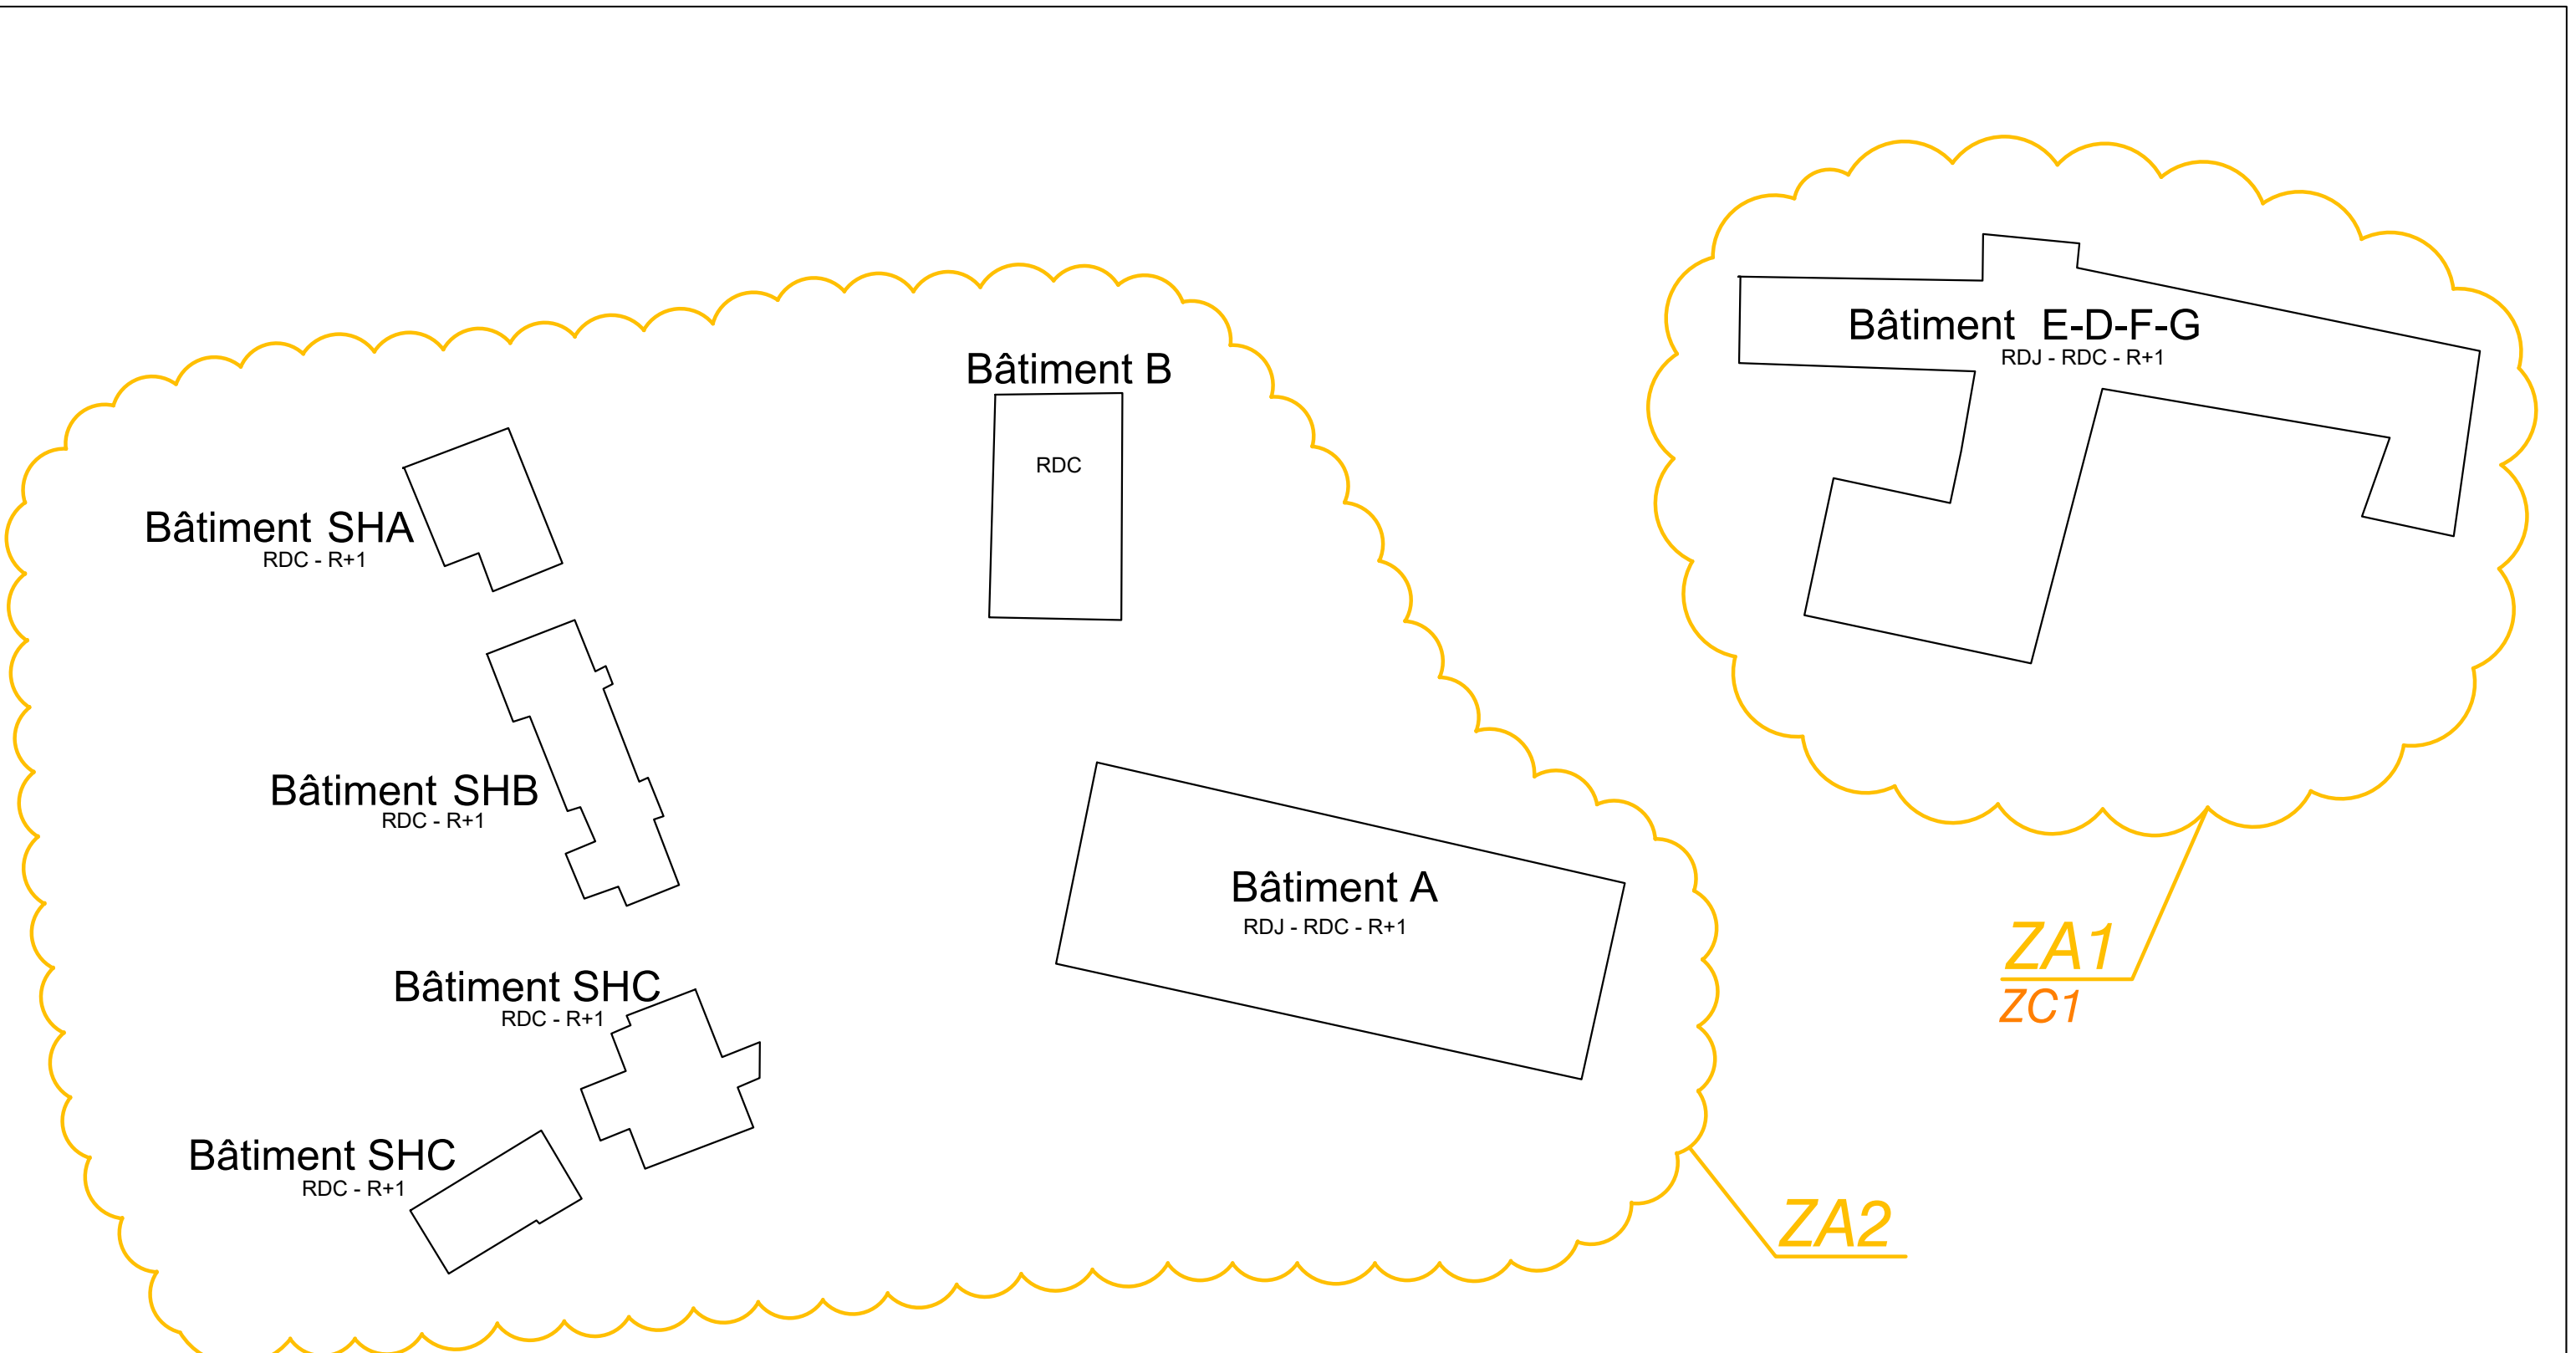 Bâtiment E-D-F-G
RDJ - RDC - R+1
Bâtiment B
RDC
Bâtiment SHA
RDC - R+1
Bâtiment SHB
RDC - R+1
Bâtiment A
RDJ - RDC - R+1
ZA1
ZC1
Bâtiment SHC
RDC - R+1
Bâtiment SHC
RDC - R+1
ZA2